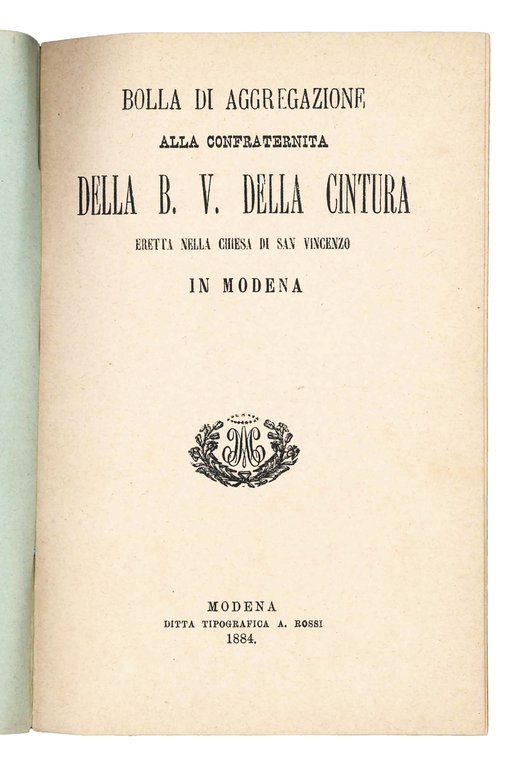 BOLLA DI AGGREGAZIONE
ALLA CONFRATERNITA
DELLA B. V. DELLA CINTURA
ERETTA NELLA CHIESA DI SAN VINCENZO
IN MODENA
MODENA
DITTA TIPOGRAFICA A. ROSSI
1884.